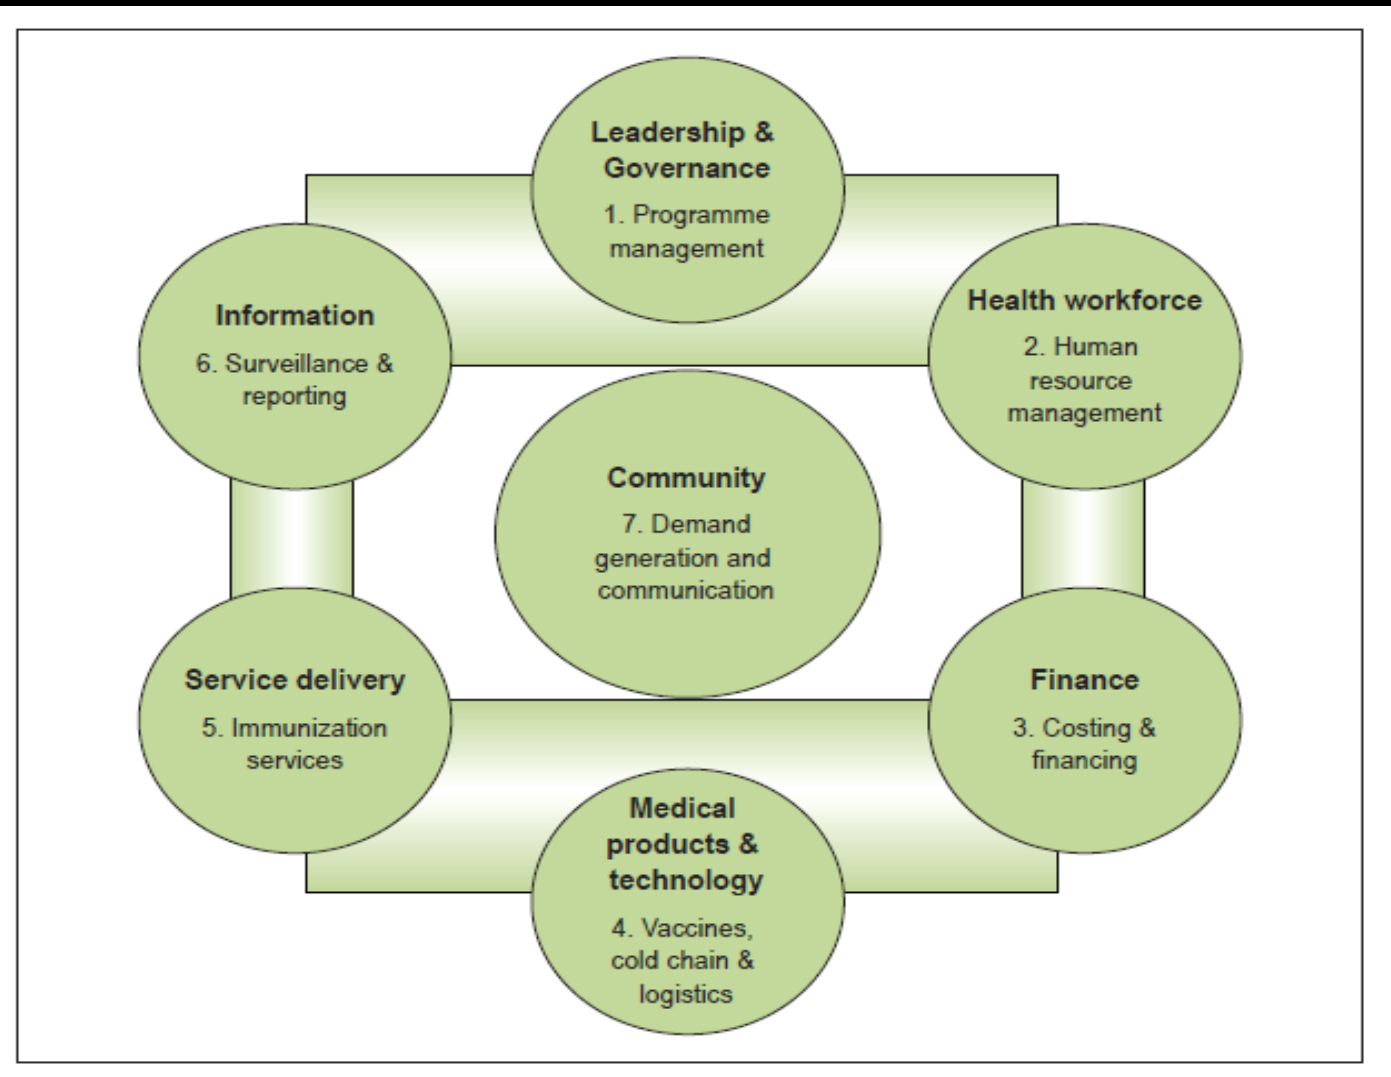 Leadership &
Governance
1. Programme
management
Health workforce
2. Human
resource
management
Finance
3. Costing &
financing
Medical
products &
technology
4. Vaccines,
cold chain &
logistics
Service delivery
5. Immunization
services
Information
6. Surveillance &
reporting
Community
7. Demand
generation and
communication